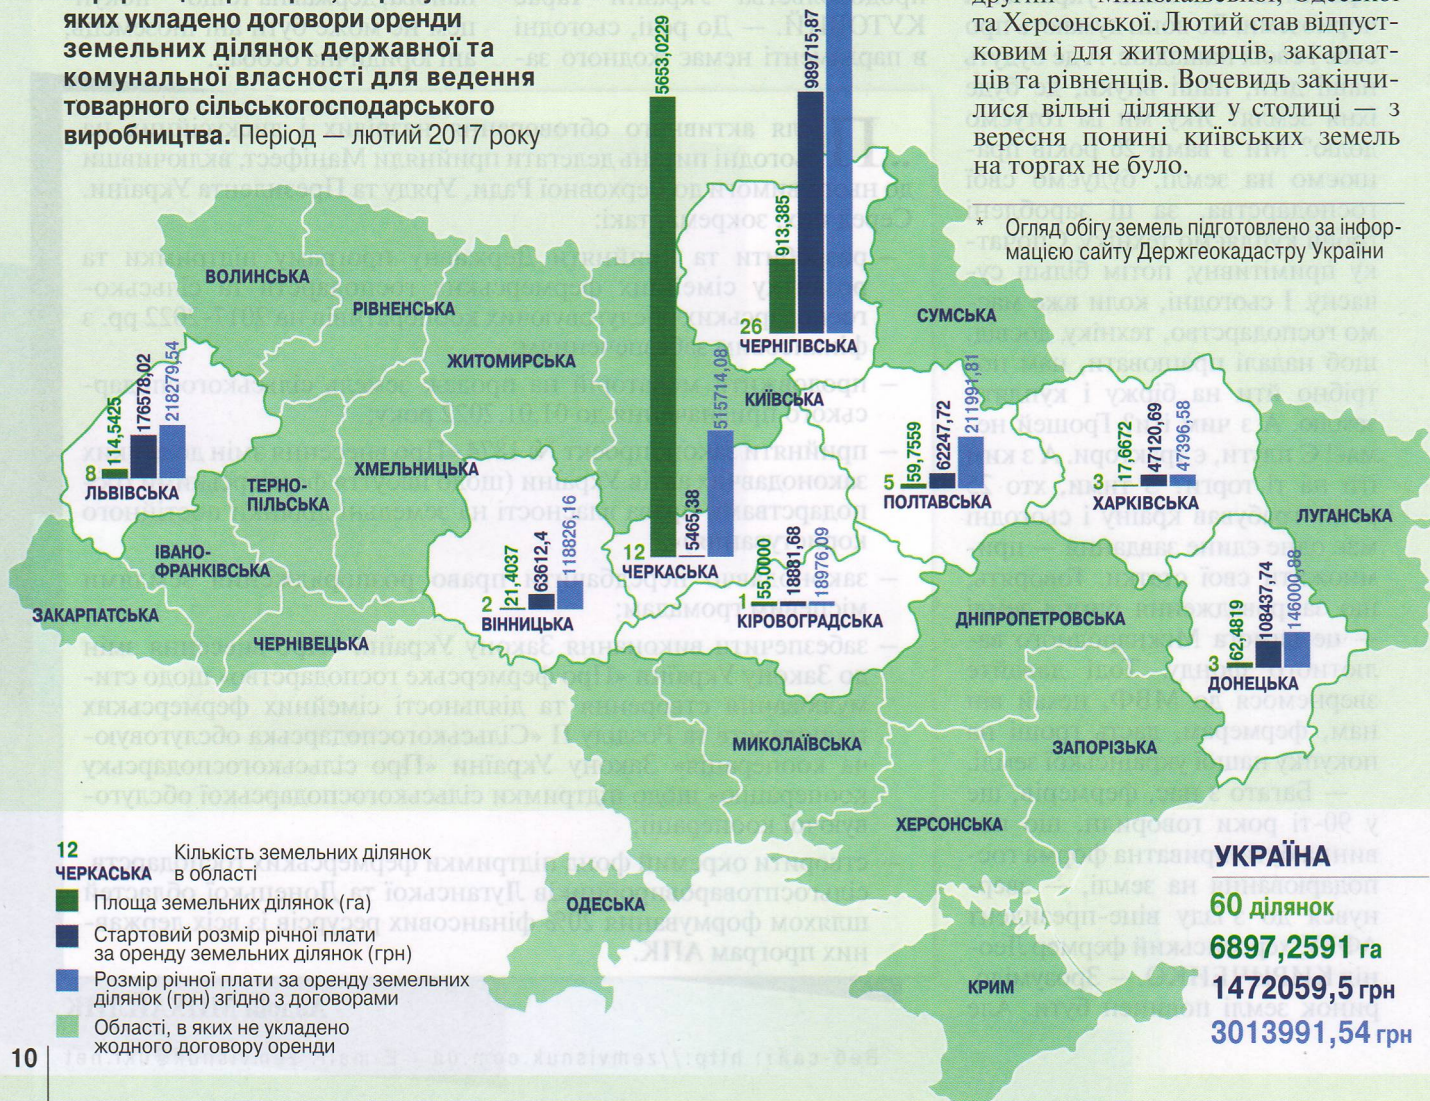 яких укладено договори оренди
земельних ділянок державної та
комунальної власності для ведення
товарного сільськогосподарського
виробництва. Період — лютий 2017 року
та Херсонської. Лютий став відпуст-
ковим і для житомирців, закарпат-
ців та рівненців. Вочевидь закінчи-
лися вільні ділянки у столиці — з
вересня поки
на торгах не було.
* Огляд обігу земель підготовлено за інфор-
мацією сайту Держгеокадастру України
ВОЛИНСЬКА
РІВНЕНСЬКА
ЖИТОМИРСЬКА
КИЇВСЬКА
СУМСЬКА
26
913,385
989715,87
ЧЕРНІГІВСЬКА
8
114,5425
176578,02
218279,54
ЛЬВІВСЬКА
ТЕРНО-
ПІЛЬСЬКА
ХМЕЛЬНИЦЬКА
ІВАНО-
ФРАНКІВСЬКА
ЗАКАРПАТСЬКА
ЧЕРНІВЕЦЬКА
2
21,4037
63612,4
118826,16
ВІННИЦЬКА
12
5653,0229
5465,38
515714,08
ЧЕРКАСЬКА
1
55,0000
18881,68
18976,09
КІРОВОГРАДСЬКА
5
59,7559
62247,72
211991,81
ПОЛТАВСЬКА
3
17,6672
47120,69
47396,58
ХАРКІВСЬКА
ЛУГАНСЬКА
ДНІПРОПЕТРОВСЬКА
3
62,4819
108437,74
146000,88
ДОНЕЦЬКА
ЗАПОРІЗЬКА
МИКОЛАЇВСЬКА
ХЕРСОНСЬКА
ОДЕСЬКА
КРИМ
12 Кількість земельних ділянок
ЧЕРКАСЬКА в області
Площа земельних ділянок (га)
Стартовий розмір річної плати
за оренду земельних ділянок (грн)
Розмір річної плати за оренду земельних
ділянок (грн) згідно з договорами
Області, в яких не укладено
жодного договору оренди
УКРАЇНА
60 ділянок
6897,2591 га
1472059,5 грн
3013991,54 грн
10